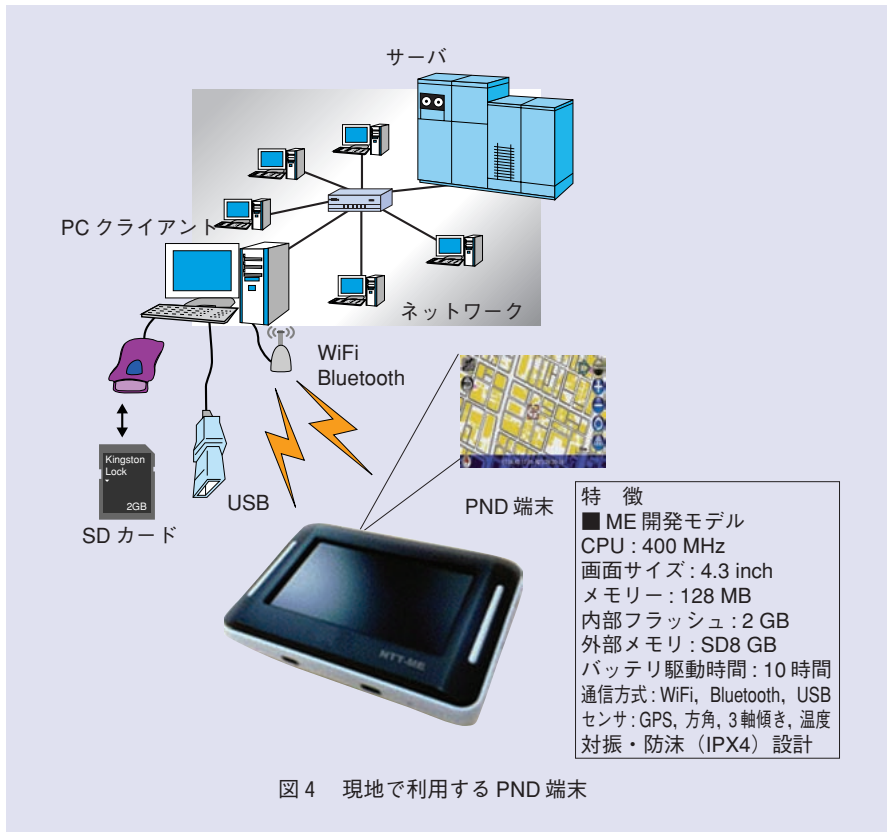 サーバ
PC クライアント
ネットワーク
WiFi
Bluetooth
Kingston
Lock
2GB
SD カード
USB
PND 端末
NTT-ME
特　徴
■ ME 開発モデル
CPU : 400 MHz
画面サイズ : 4.3 inch
メモリー : 128 MB
内部フラッシュ : 2 GB
外部メモリ : SD8 GB
バッテリ駆動時間 : 10 時間
通信方式 : WiFi, Bluetooth, USB
センサ : GPS, 方角, 3 軸傾き, 温度
対振・防沫（IPX4）設計
図 4　現地で利用する PND 端末